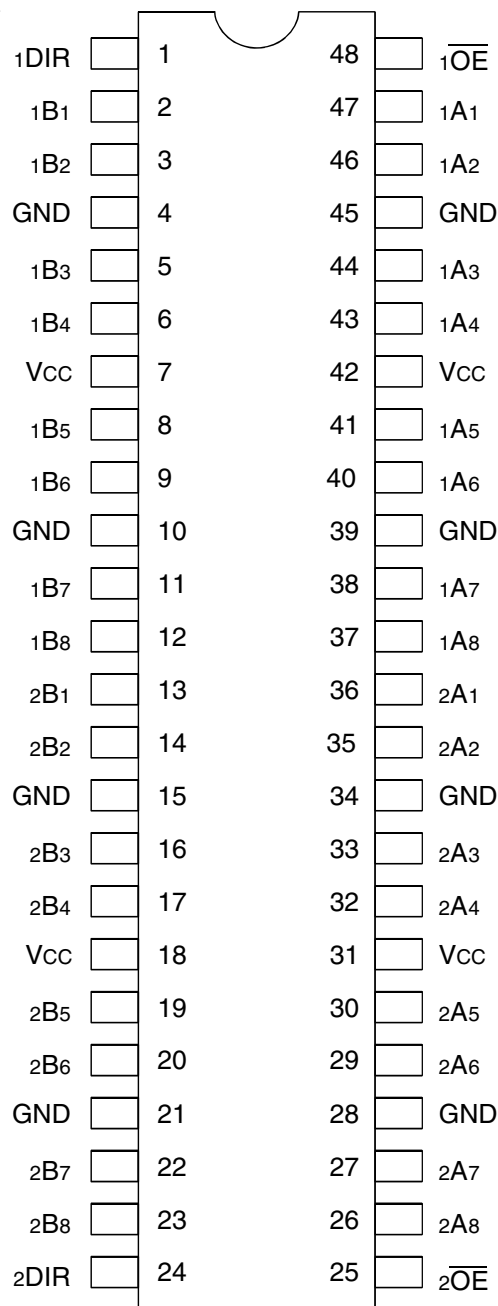 1DIR 1 48 1O̅E̅
1B1 2 47 1A1
1B2 3 46 1A2
GND 4 45 GND
1B3 5 44 1A3
1B4 6 43 1A4
VCC 7 42 VCC
1B5 8 41 1A5
1B6 9 40 1A6
GND 10 39 GND
1B7 11 38 1A7
1B8 12 37 1A8
2B1 13 36 2A1
2B2 14 35 2A2
GND 15 34 GND
2B3 16 33 2A3
2B4 17 32 2A4
VCC 18 31 VCC
2B5 19 30 2A5
2B6 20 29 2A6
GND 21 28 GND
2B7 22 27 2A7
2B8 23 26 2A8
2DIR 24 25 2O̅E̅